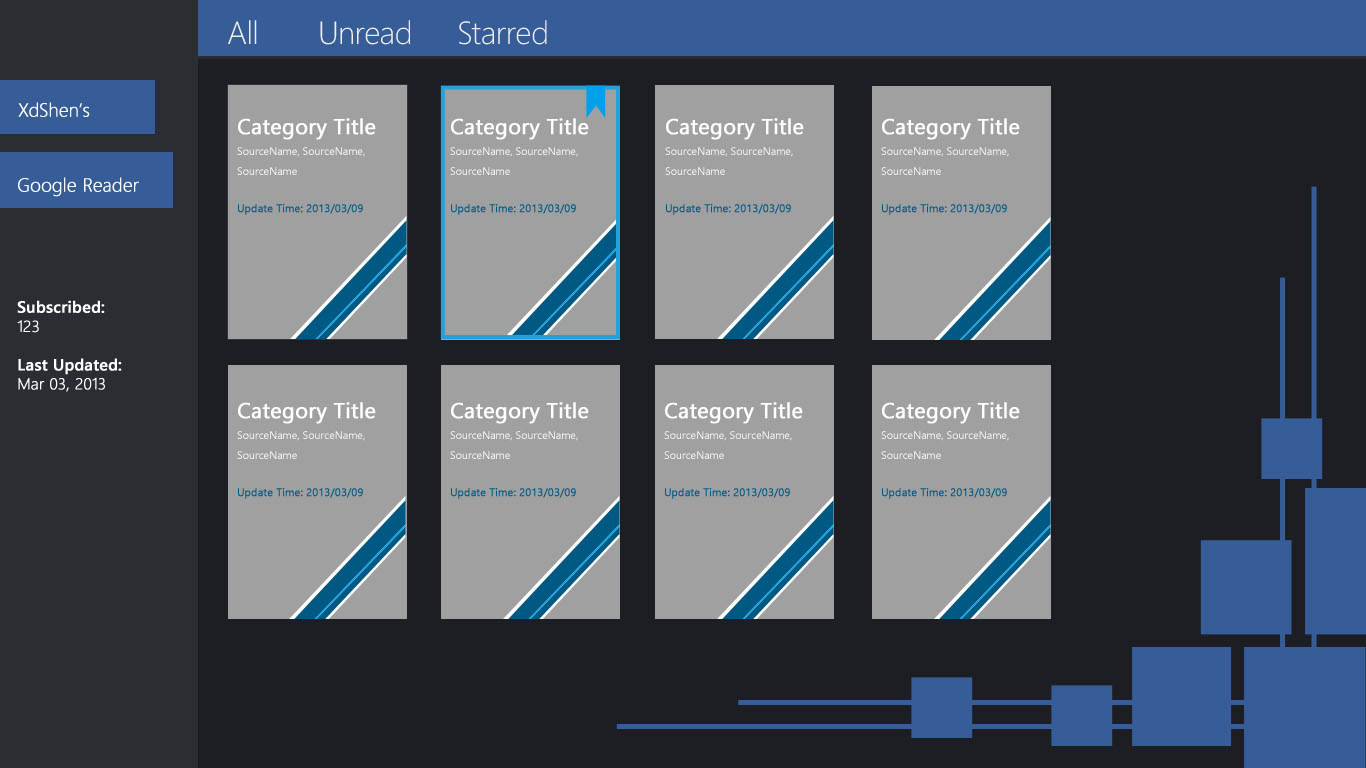 All
Unread
Starred
XdShen's
Google Reader
Subscribed:
123
Last Updated:
Mar 03, 2013
Category Title
SourceName, SourceName,
SourceName
Update Time: 2013/03/09
Category Title
SourceName, SourceName,
SourceName
Update Time: 2013/03/09
Category Title
SourceName, SourceName,
SourceName
Update Time: 2013/03/09
Category Title
SourceName, SourceName,
SourceName
Update Time: 2013/03/09
Category Title
SourceName, SourceName,
SourceName
Update Time: 2013/03/09
Category Title
SourceName, SourceName,
SourceName
Update Time: 2013/03/09
Category Title
SourceName, SourceName,
SourceName
Update Time: 2013/03/09
Category Title
SourceName, SourceName,
SourceName
Update Time: 2013/03/09